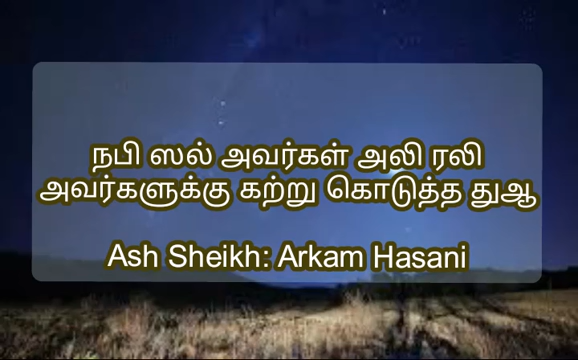 நபி ஸல் அவர்கள் அலி ரலி
அவர்களுக்கு கற்று கொடுத்த துஆ
Ash Sheikh: Arkam Hasani